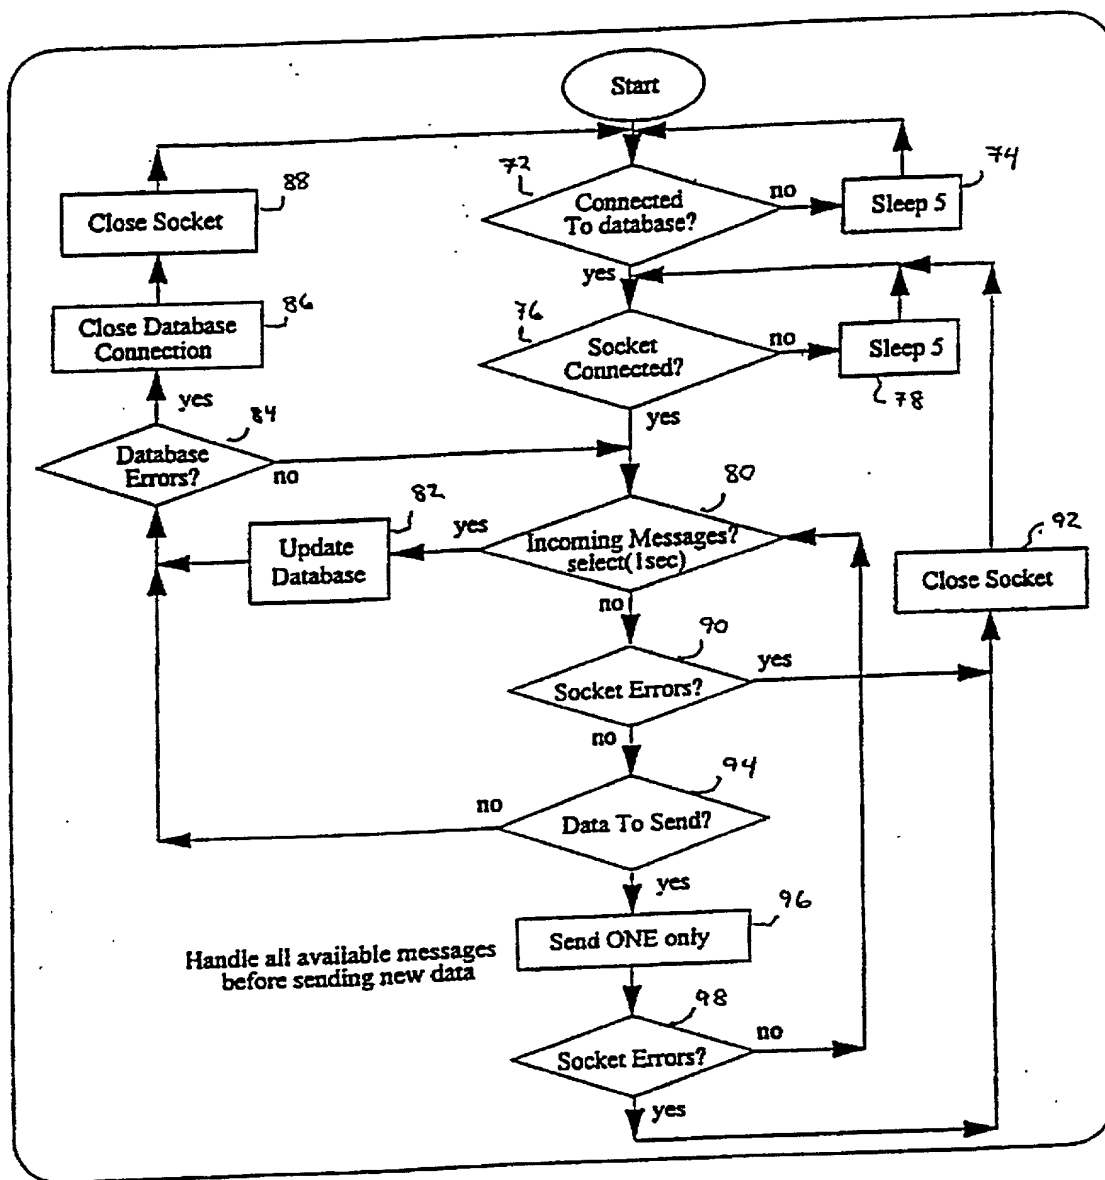 Start
72
Connected
To database?
no
74
Sleep 5
88
Close Socket
yes
86
Close Database
Connection
76
Socket
Connected?
no
Sleep 5
78
yes
yes
84
Database
Errors?
no
80
Incoming Messages?
select(1sec)
yes
82
Update
Database
92
Close Socket
no
90
Socket Errors?
yes
no
94
Data To Send?
no
yes
96
Send ONE only
Handle all available messages
before sending new data
98
Socket Errors?
no
yes